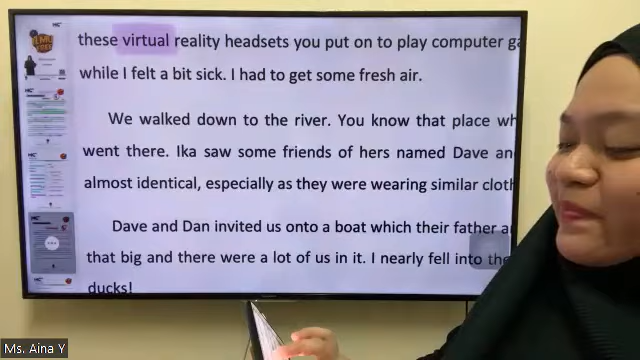 these virtual reality headsets you put on to play computer
while I felt a bit sick. I had to get some fresh air.
We walked down to the river. You know that place
went there. Ika saw some friends of hers named Dave
almost identical, especially as they were wearing similar
Dave and Dan invited us onto a boat which their father
that big and there were a lot of us in it. I nearly fell into
ducks!
Ms. Aina Y